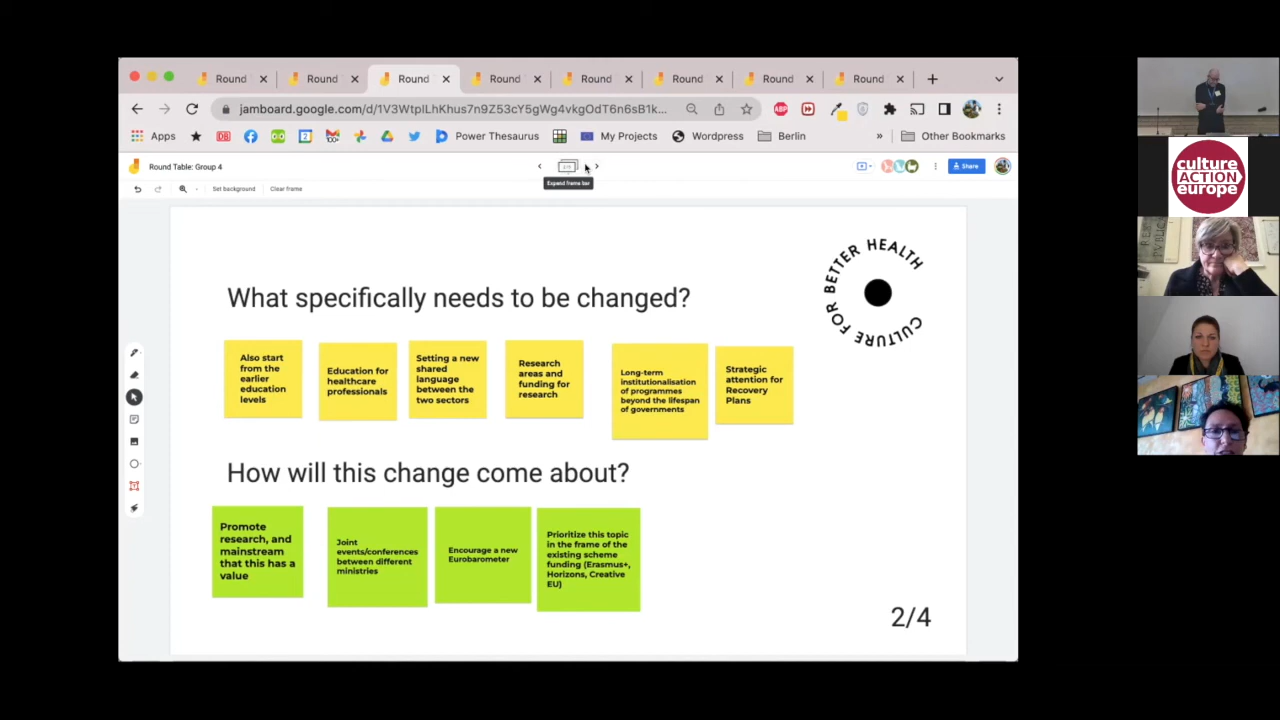 Round
Round
Round
Round
Round
Round
Round
Round
jamboard.google.com/d/1V3WtpILhKhus7n9Z53cY5gWg4vkgOdT6n6sB1k...
ABP
Apps
Power Thesaurus
My Projects
Wordpress
Berlin
»
Other Bookmarks
Round Table: Group 4
Expand frame bar
Share
Set background
Clear frame
CULTURE FOR BETTER HEALTH
What specifically needs to be changed?
Also start
from the
earlier
education
levels
Education for
healthcare
professionals
Setting a new
shared
language
between the
two sectors
Research
areas and
funding for
research
Long-term
institutionalisation
of programmes
beyond the lifespan
of governments
Strategic
attention for
Recovery
Plans
How will this change come about?
Promote
research, and
mainstream
that this has a
value
Joint
events/conferences
between different
ministries
Encourage a new
Eurobarometer
Prioritize this topic
in the frame of the
existing scheme
funding (Erasmus+,
Horizons, Creative
EU)
2/4
culture
ACTION
europe